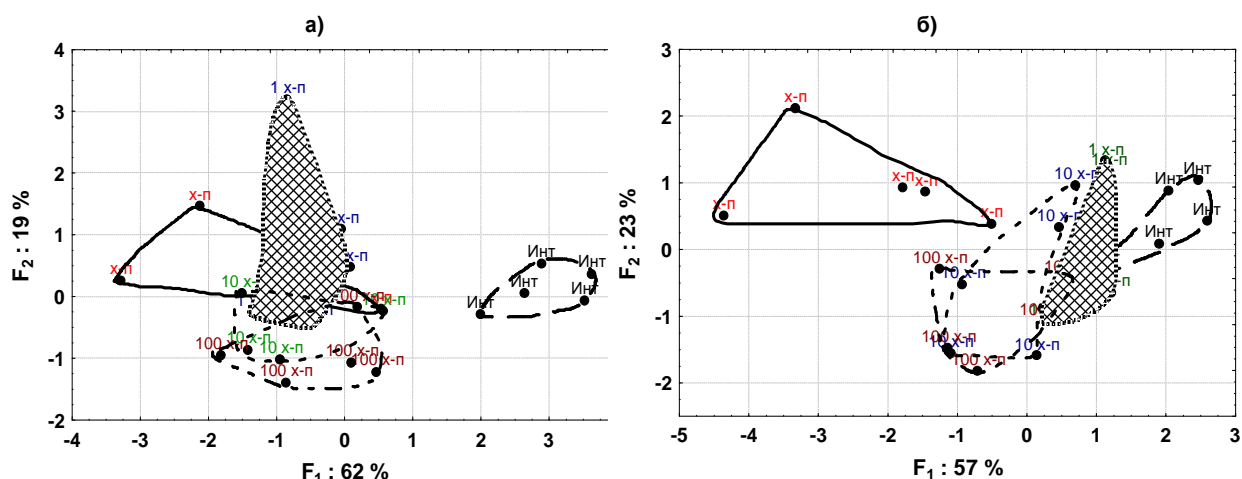 а)
4
3
2
1
0
-1
-2
-4
-3
-2
-1
0
1
2
3
F₂ : 19 %
F₁ : 62 %
1 х-п
х-п
х-п
х-п
х-п
10 х-п
10 х-п
10 х-п
100 х-п
100 х-п
100 х-п
100 х-п
Инт
Инт
Инт
Инт
Инт
б)
3
2
1
0
-1
-2
-5
-4
-3
-2
-1
0
1
2
3
F₂ : 23 %
F₁ : 57 %
х-п
х-п
х-п
х-п
х-п
1 х-п
10 х-п
10 х-п
10 х-п
10 х-п
100 х-п
100 х-п
100 х-п
Инт
Инт
Инт
Инт